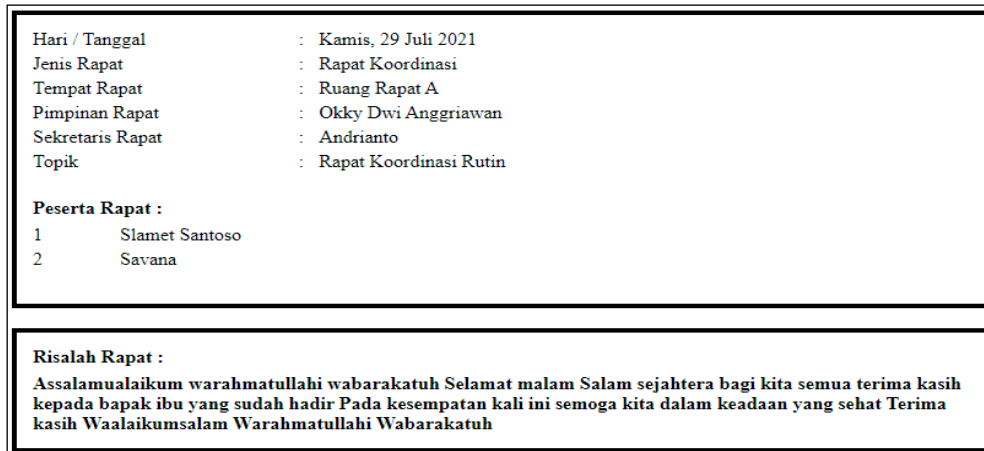 Hari / Tanggal : Kamis, 29 Juli 2021
Jenis Rapat : Rapat Koordinasi
Tempat Rapat : Ruang Rapat A
Pimpinan Rapat : Okky Dwi Anggriawan
Sekretaris Rapat : Andrianto
Topik : Rapat Koordinasi Rutin
Peserta Rapat :
1 Slamet Santoso
2 Savana
Risalah Rapat :
Assalamualaikum warahmatullahi wabarakatuh Selamat malam Salam sejahtera bagi kita semua terima kasih
kepada bapak ibu yang sudah hadir Pada kesempatan kali ini semoga kita dalam keadaan yang sehat Terima
kasih Waalaikumsalam Warahmatullahi Wabarakatuh